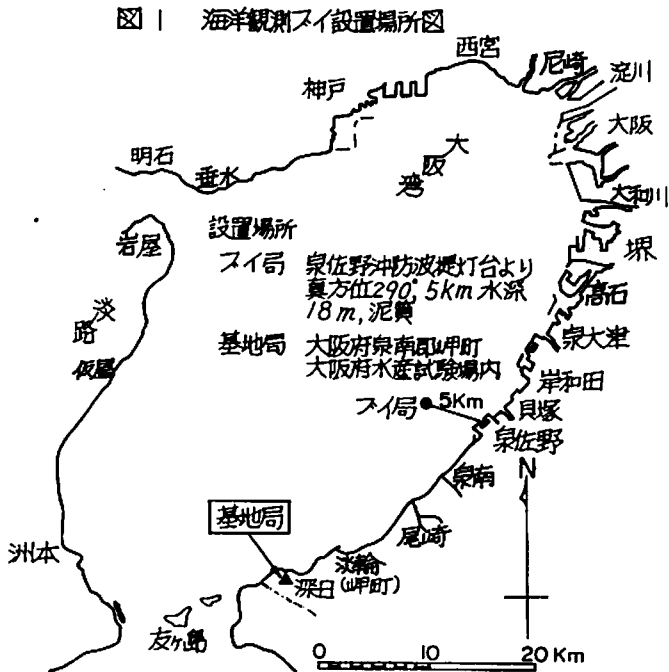 図1 海洋観測ブイ設置場所図
西宮
尼崎
淀川
神戸
大阪
大阪湾
明石
垂水
大和川
岩屋
設置場所
堺
ブイ局 泉佐野沖防波堤灯台より
真方位290°, 5km 水深
18m, 泥質
高石
淡路
仮屋
基地局 大阪府泉南郡岬町
大阪府水産試験場内
泉大津
岸和田
ブイ局
5Km
貝塚
泉佐野
N
泉南
基地局
尾崎
洲本
淡輪
深日(岬町)
友ヶ島
0 10 20 Km